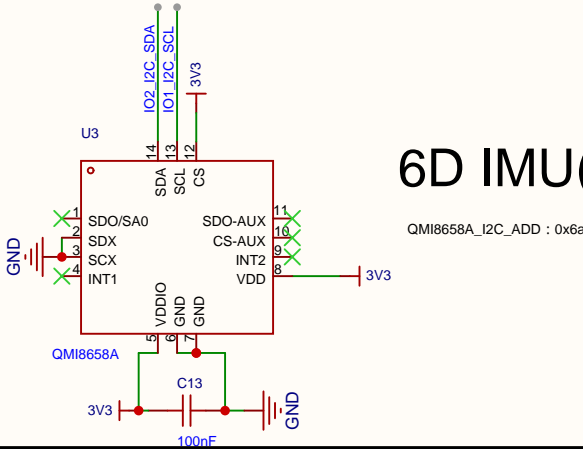 IO2_I2C_SDA
IO1_I2C_SCL
3V3
U3
14
13
12
SDA
SCL
CS
6D IMU(
QMI8658A_I2C_ADD : 0x6a
1
SDO/SA0
SDO-AUX
11
2
SDX
CS-AUX
10
3
SCX
INT2
9
4
INT1
VDD
8
3V3
GND
VDDIO
GND
GND
5
6
7
QMI8658A
C13
3V3
GND
100nF